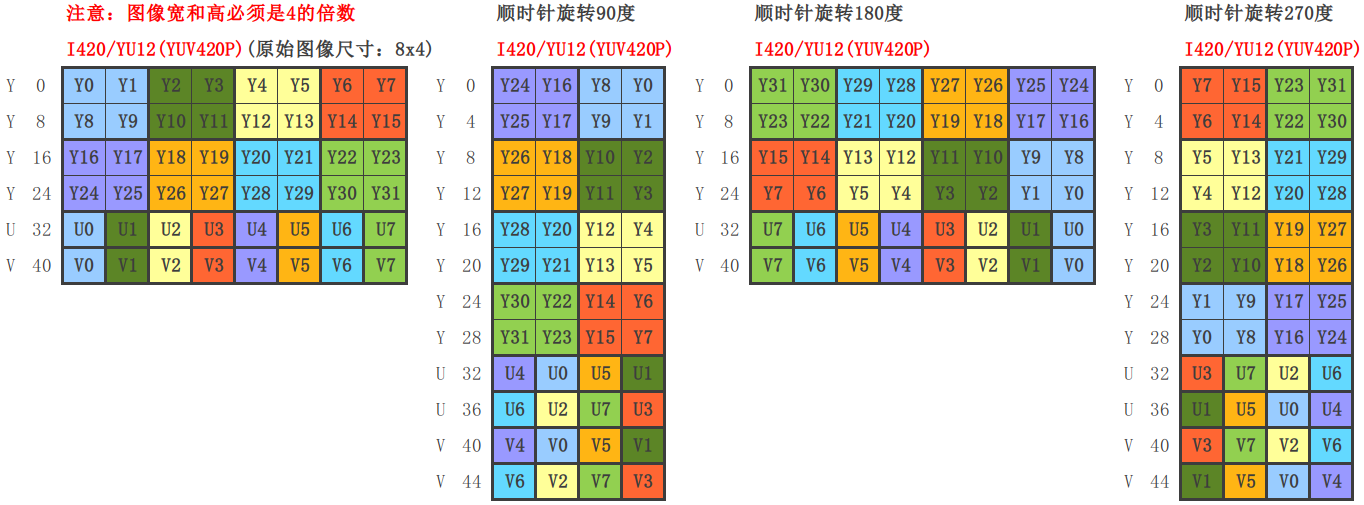 注意：图像宽和高必须是4的倍数
I420/YU12(YUV420P)(原始图像尺寸：8x4)
Y 0 Y0 Y1 Y2 Y3 Y4 Y5 Y6 Y7
Y 8 Y8 Y9 Y10 Y11 Y12 Y13 Y14 Y15
Y 16 Y16 Y17 Y18 Y19 Y20 Y21 Y22 Y23
Y 24 Y24 Y25 Y26 Y27 Y28 Y29 Y30 Y31
U 32 U0 U1 U2 U3 U4 U5 U6 U7
V 40 V0 V1 V2 V3 V4 V5 V6 V7
顺时针旋转90度
I420/YU12(YUV420P)
Y 0 Y24 Y16 Y8 Y0
Y 4 Y25 Y17 Y9 Y1
Y 8 Y26 Y18 Y10 Y2
Y 12 Y27 Y19 Y11 Y3
Y 16 Y28 Y20 Y12 Y4
Y 20 Y29 Y21 Y13 Y5
Y 24 Y30 Y22 Y14 Y6
Y 28 Y31 Y23 Y15 Y7
U 32 U4 U0 U5 U1
U 36 U6 U2 U7 U3
V 40 V4 V0 V5 V1
V 44 V6 V2 V7 V3
顺时针旋转180度
I420/YU12(YUV420P)
Y 0 Y31 Y30 Y29 Y28 Y27 Y26 Y25 Y24
Y 8 Y23 Y22 Y21 Y20 Y19 Y18 Y17 Y16
Y 16 Y15 Y14 Y13 Y12 Y11 Y10 Y9 Y8
Y 24 Y7 Y6 Y5 Y4 Y3 Y2 Y1 Y0
U 32 U7 U6 U5 U4 U3 U2 U1 U0
V 40 V7 V6 V5 V4 V3 V2 V1 V0
顺时针旋转270度
I420/YU12(YUV420P)
Y 0 Y7 Y15 Y23 Y31
Y 4 Y6 Y14 Y22 Y30
Y 8 Y5 Y13 Y21 Y29
Y 12 Y4 Y12 Y20 Y28
Y 16 Y3 Y11 Y19 Y27
Y 20 Y2 Y10 Y18 Y26
Y 24 Y1 Y9 Y17 Y25
Y 28 Y0 Y8 Y16 Y24
U 32 U3 U7 U2 U6
U 36 U1 U5 U0 U4
V 40 V3 V7 V2 V6
V 44 V1 V5 V0 V4